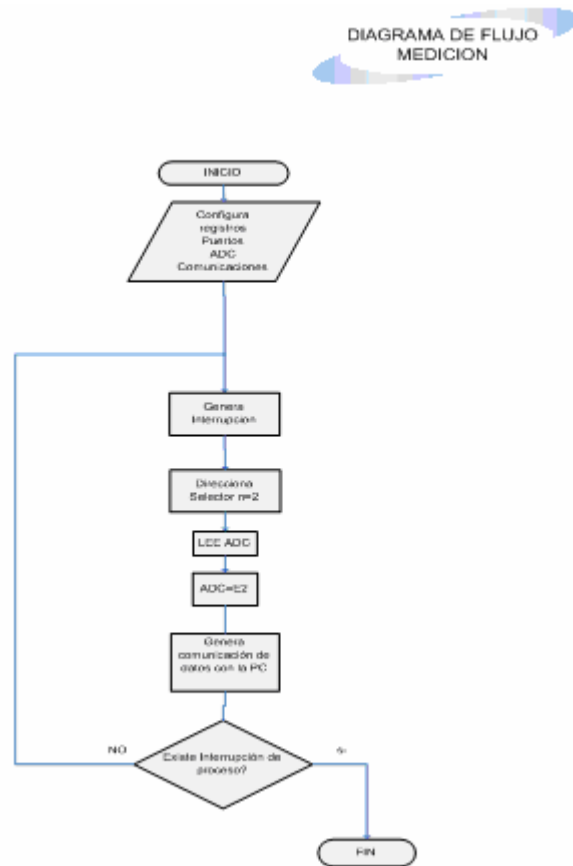 DIAGRAMA DE FLUJO
MEDICION
INICIO
Configura
registros
Puertos
ADC
Comunicaciones
Genera
Interrupcion
Direcciona
Selector n=2
LEE ADC
ADC=E2
Genera
comunicación de
datos con la PC
Existe Interrupción de
proceso?
NO
FIN